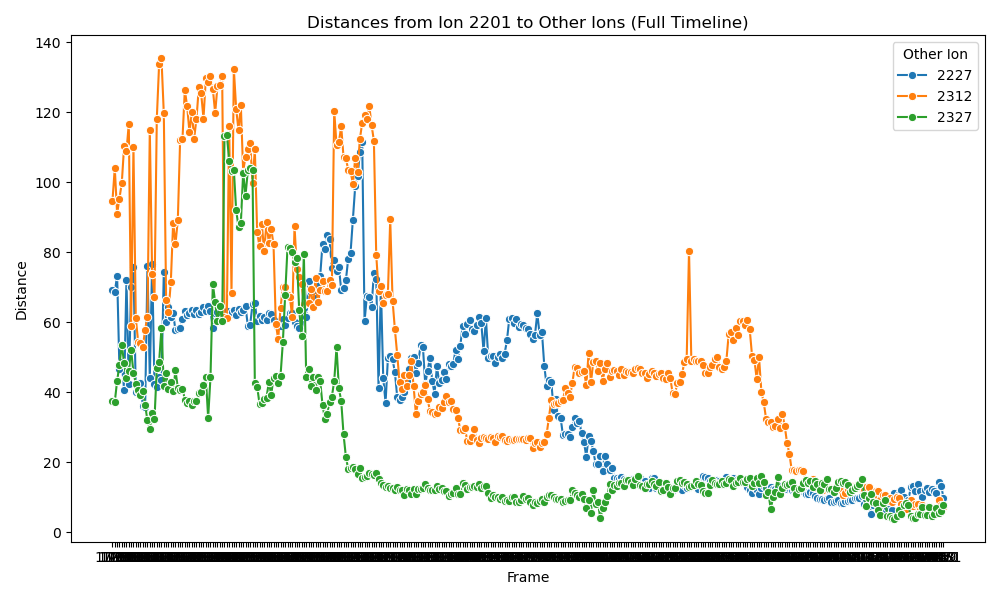 Distances from Ion 2201 to Other Ions (Full Timeline)
Other Ion
2227
2312
2327
140
120
100
80
60
40
20
0
Distance
Frame